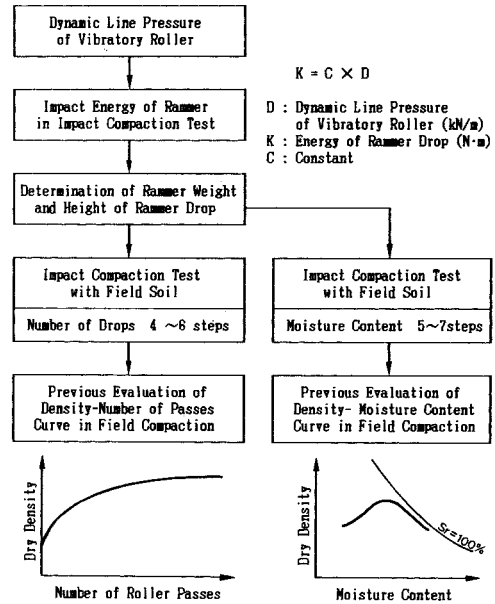 Dynamic Line Pressure
of Vibratory Roller
K = C × D
Impact Energy of Rammer
in Impact Compaction Test
D : Dynamic Line Pressure
of Vibratory Roller (kN/m)
K : Energy of Rammer Drop (N·m)
C : Constant
Determination of Rammer Weight
and Height of Rammer Drop
Impact Compaction Test
with Field Soil
Number of Drops 4 ~6 steps
Impact Compaction Test
with Field Soil
Moisture Content 5~7steps
Previous Evaluation of
Density-Number of Passes
Curve in Field Compaction
Previous Evaluation of
Density- Moisture Content
Curve in Field Compaction
Dry Density
Number of Roller Passes
Dry Density
Sr=100%
Moisture Content